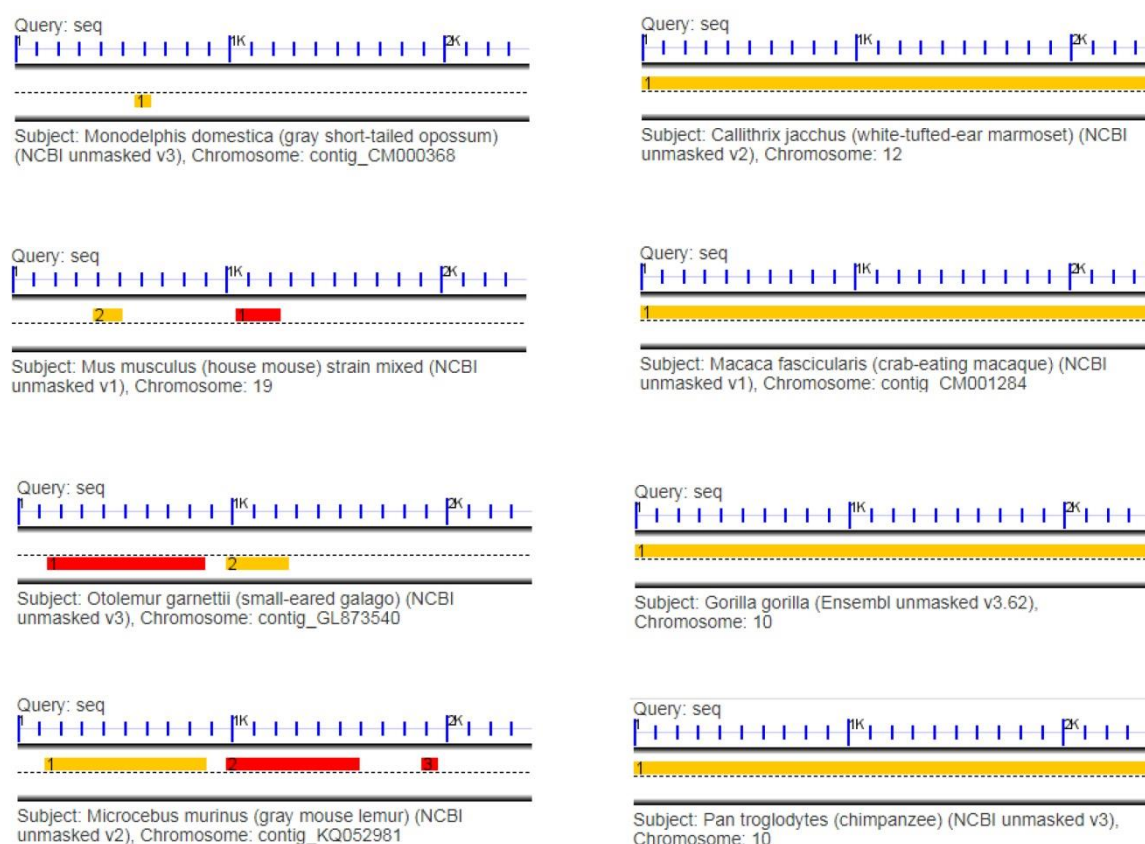 Query: seq
1 1K 2K
1
Subject: Monodelphis domestica (gray short-tailed opossum)
(NCBI unmasked v3), Chromosome: contig_CM000368
Query: seq
1 1K 2K
2 1
Subject: Mus musculus (house mouse) strain mixed (NCBI
unmasked v1), Chromosome: 19
Query: seq
1 1K 2K
1 2
Subject: Otolemur garnettii (small-eared galago) (NCBI
unmasked v3), Chromosome: contig_GL873540
Query: seq
1 1K 2K
1 2 3
Subject: Microcebus murinus (gray mouse lemur) (NCBI
unmasked v2), Chromosome: contig_KQ052981
Query: seq
1 1K 2K
1
Subject: Callithrix jacchus (white-tufted-ear marmoset) (NCBI
unmasked v2), Chromosome: 12
Query: seq
1 1K 2K
1
Subject: Macaca fascicularis (crab-eating macaque) (NCBI
unmasked v1), Chromosome: contig_CM001284
Query: seq
1 1K 2K
1
Subject: Gorilla gorilla (Ensembl unmasked v3.62),
Chromosome: 10
Query: seq
1 1K 2K
1
Subject: Pan troglodytes (chimpanzee) (NCBI unmasked v3),
Chromosome: 10